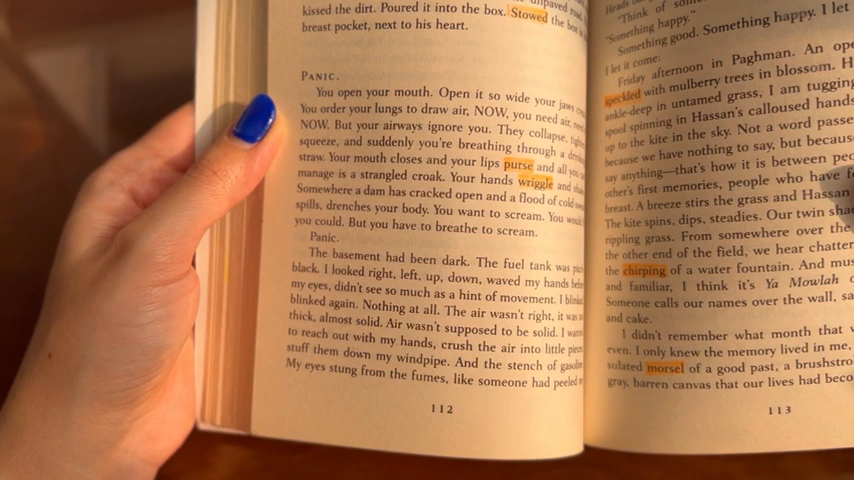 unpaved road
kissed the dirt. Poured it into the box. Stowed the box in
breast pocket, next to his heart.
PANIC.
You open your mouth. Open it so wide your jaws
You order your lungs to draw air, NOW, you need air,
NOW. But your airways ignore you. They collapse,
squeeze, and suddenly you're breathing through a
straw. Your mouth closes and your lips purse and all you
manage is a strangled croak. Your hands wriggle and
Somewhere a dam has cracked open and a flood of cold
spills, drenches your body. You want to scream. You
you could. But you have to breathe to scream.
Panic.
The basement had been dark. The fuel tank was
black. I looked right, left, up, down, waved my hands
my eyes, didn't see so much as a hint of movement. I
blinked again. Nothing at all. The air wasn't right, it was
thick, almost solid. Air wasn't supposed to be solid. I
to reach out with my hands, crush the air into little
stuff them down my windpipe. And the stench of
My eyes stung from the fumes, like someone had peeled
112
"Think of
"Something happy."
Something good. Something happy. I let
I let it come:
Friday afternoon in Paghman. An
speckled with mulberry trees in blossom.
ankle-deep in untamed grass, I am tugging
spool spinning in Hassan's calloused hands
up to the kite in the sky. Not a word
because we have nothing to say, but
say anything—that's how it is between
other's first memories, people who have
breast. A breeze stirs the grass and Hassan
The kite spins, dips, steadies. Our twin
rippling grass. From somewhere over the
the other end of the field, we hear chatter
the chirping of a water fountain. And
and familiar, I think it's Ya Mowlah
Someone calls our names over the wall,
and cake.
I didn't remember what month that
even. I only knew the memory lived in me,
sulated morsel of a good past, a
gray, barren canvas that our lives had
113